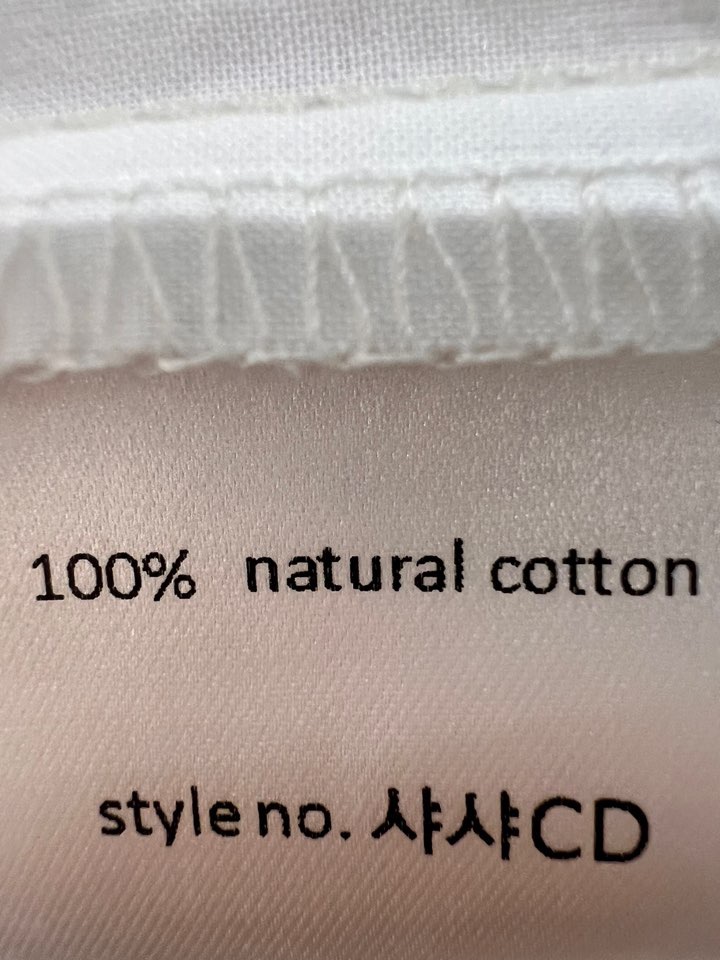 100% natural cotton
style no. 샤샤CD